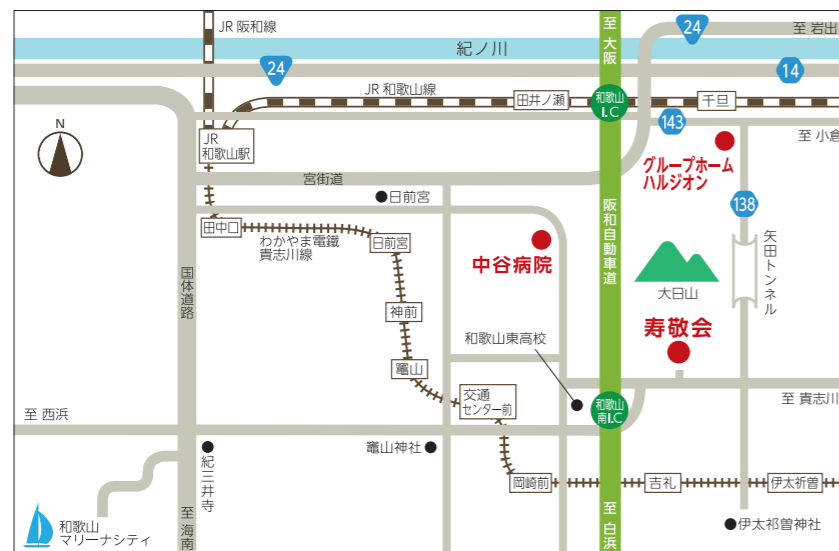 JR 阪和線
至 大阪
24
至 岩出
紀ノ川
24
14
JR 和歌山線
田井ノ瀬
和歌山
I.C
千旦
143
至 小倉
N
JR
和歌山駅
グループホーム
ハルジオン
宮街道
日前宮
138
田中口
わかやま電鐵
貴志川線
日前宮
中谷病院
阪和自動車道
矢田トンネル
大日山
国体道路
神前
和歌山東高校
寿敬会
竈山
交通
センター前
和歌山
南I.C
至 貴志川
至 西浜
竈山神社
紀三井寺
岡崎前
吉礼
伊太祈曽
至 海南
至 白浜
伊太祁曽神社
和歌山
マリーナシティ